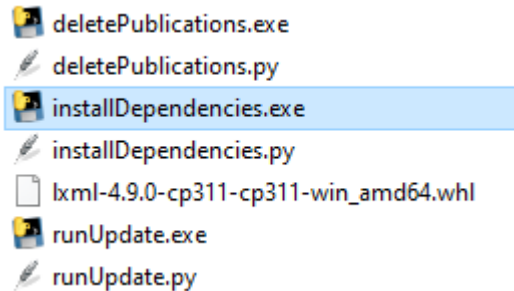 deletePublications.exe
deletePublications.py
installDependencies.exe
installDependencies.py
lxml-4.9.0-cp311-cp311-win_amd64.whl
runUpdate.exe
runUpdate.py